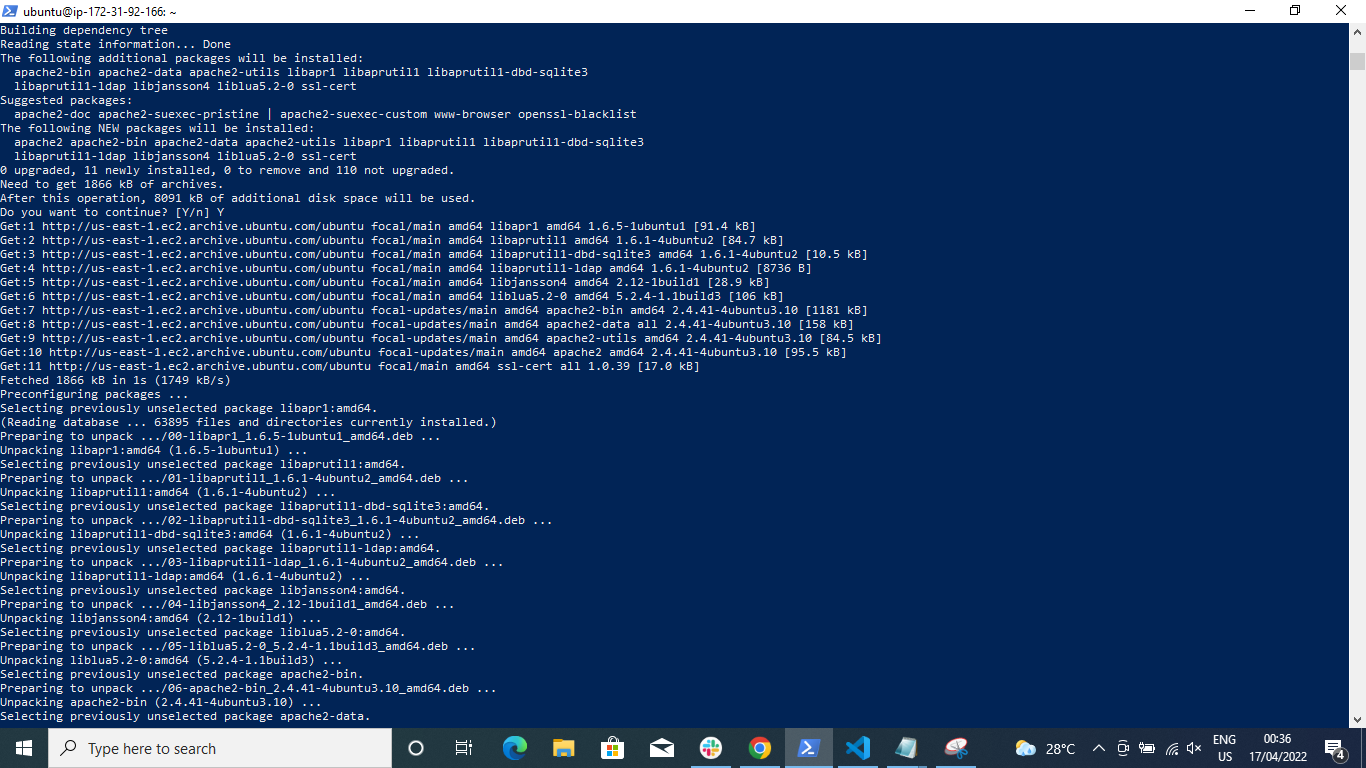 ubuntu@ip-172-31-92-166: ~
Building dependency tree
Reading state information... Done
The following additional packages will be installed:
  apache2-bin apache2-data apache2-utils libapr1 libaprutil1 libaprutil1-dbd-sqlite3
  libaprutil1-ldap libjansson4 liblua5.2-0 ssl-cert
Suggested packages:
  apache2-doc apache2-suexec-pristine | apache2-suexec-custom www-browser openssl-blacklist
The following NEW packages will be installed:
  apache2 apache2-bin apache2-data apache2-utils libapr1 libaprutil1 libaprutil1-dbd-sqlite3
  libaprutil1-ldap libjansson4 liblua5.2-0 ssl-cert
0 upgraded, 11 newly installed, 0 to remove and 110 not upgraded.
Need to get 1866 kB of archives.
After this operation, 8091 kB of additional disk space will be used.
Do you want to continue? [Y/n] Y
Get:1 http://us-east-1.ec2.archive.ubuntu.com/ubuntu focal/main amd64 libapr1 amd64 1.6.5-1ubuntu1 [91.4 kB]
Get:2 http://us-east-1.ec2.archive.ubuntu.com/ubuntu focal/main amd64 libaprutil1 amd64 1.6.1-4ubuntu2 [84.7 kB]
Get:3 http://us-east-1.ec2.archive.ubuntu.com/ubuntu focal/main amd64 libaprutil1-dbd-sqlite3 amd64 1.6.1-4ubuntu2 [10.5 kB]
Get:4 http://us-east-1.ec2.archive.ubuntu.com/ubuntu focal/main amd64 libaprutil1-ldap amd64 1.6.1-4ubuntu2 [8736 B]
Get:5 http://us-east-1.ec2.archive.ubuntu.com/ubuntu focal/main amd64 libjansson4 amd64 2.12-1build1 [28.9 kB]
Get:6 http://us-east-1.ec2.archive.ubuntu.com/ubuntu focal/main amd64 liblua5.2-0 amd64 5.2.4-1.1build3 [106 kB]
Get:7 http://us-east-1.ec2.archive.ubuntu.com/ubuntu focal-updates/main amd64 apache2-bin amd64 2.4.41-4ubuntu3.10 [1181 kB]
Get:8 http://us-east-1.ec2.archive.ubuntu.com/ubuntu focal-updates/main amd64 apache2-data all 2.4.41-4ubuntu3.10 [158 kB]
Get:9 http://us-east-1.ec2.archive.ubuntu.com/ubuntu focal-updates/main amd64 apache2-utils amd64 2.4.41-4ubuntu3.10 [84.5 kB]
Get:10 http://us-east-1.ec2.archive.ubuntu.com/ubuntu focal-updates/main amd64 apache2 amd64 2.4.41-4ubuntu3.10 [95.5 kB]
Get:11 http://us-east-1.ec2.archive.ubuntu.com/ubuntu focal/main amd64 ssl-cert all 1.0.39 [17.0 kB]
Fetched 1866 kB in 1s (1749 kB/s)
Preconfiguring packages ...
Selecting previously unselected package libapr1:amd64.
(Reading database ... 63895 files and directories currently installed.)
Preparing to unpack .../00-libapr1_1.6.5-1ubuntu1_amd64.deb ...
Unpacking libapr1:amd64 (1.6.5-1ubuntu1) ...
Selecting previously unselected package libaprutil1:amd64.
Preparing to unpack .../01-libaprutil1_1.6.1-4ubuntu2_amd64.deb ...
Unpacking libaprutil1:amd64 (1.6.1-4ubuntu2) ...
Selecting previously unselected package libaprutil1-dbd-sqlite3:amd64.
Preparing to unpack .../02-libaprutil1-dbd-sqlite3_1.6.1-4ubuntu2_amd64.deb ...
Unpacking libaprutil1-dbd-sqlite3:amd64 (1.6.1-4ubuntu2) ...
Selecting previously unselected package libaprutil1-ldap:amd64.
Preparing to unpack .../03-libaprutil1-ldap_1.6.1-4ubuntu2_amd64.deb ...
Unpacking libaprutil1-ldap:amd64 (1.6.1-4ubuntu2) ...
Selecting previously unselected package libjansson4:amd64.
Preparing to unpack .../04-libjansson4_2.12-1build1_amd64.deb ...
Unpacking libjansson4:amd64 (2.12-1build1) ...
Selecting previously unselected package liblua5.2-0:amd64.
Preparing to unpack .../05-liblua5.2-0_5.2.4-1.1build3_amd64.deb ...
Unpacking liblua5.2-0:amd64 (5.2.4-1.1build3) ...
Selecting previously unselected package apache2-bin.
Preparing to unpack .../06-apache2-bin_2.4.41-4ubuntu3.10_amd64.deb ...
Unpacking apache2-bin (2.4.41-4ubuntu3.10) ...
Selecting previously unselected package apache2-data.
Type here to search
28°C
ENG
US
00:36
17/04/2022
4